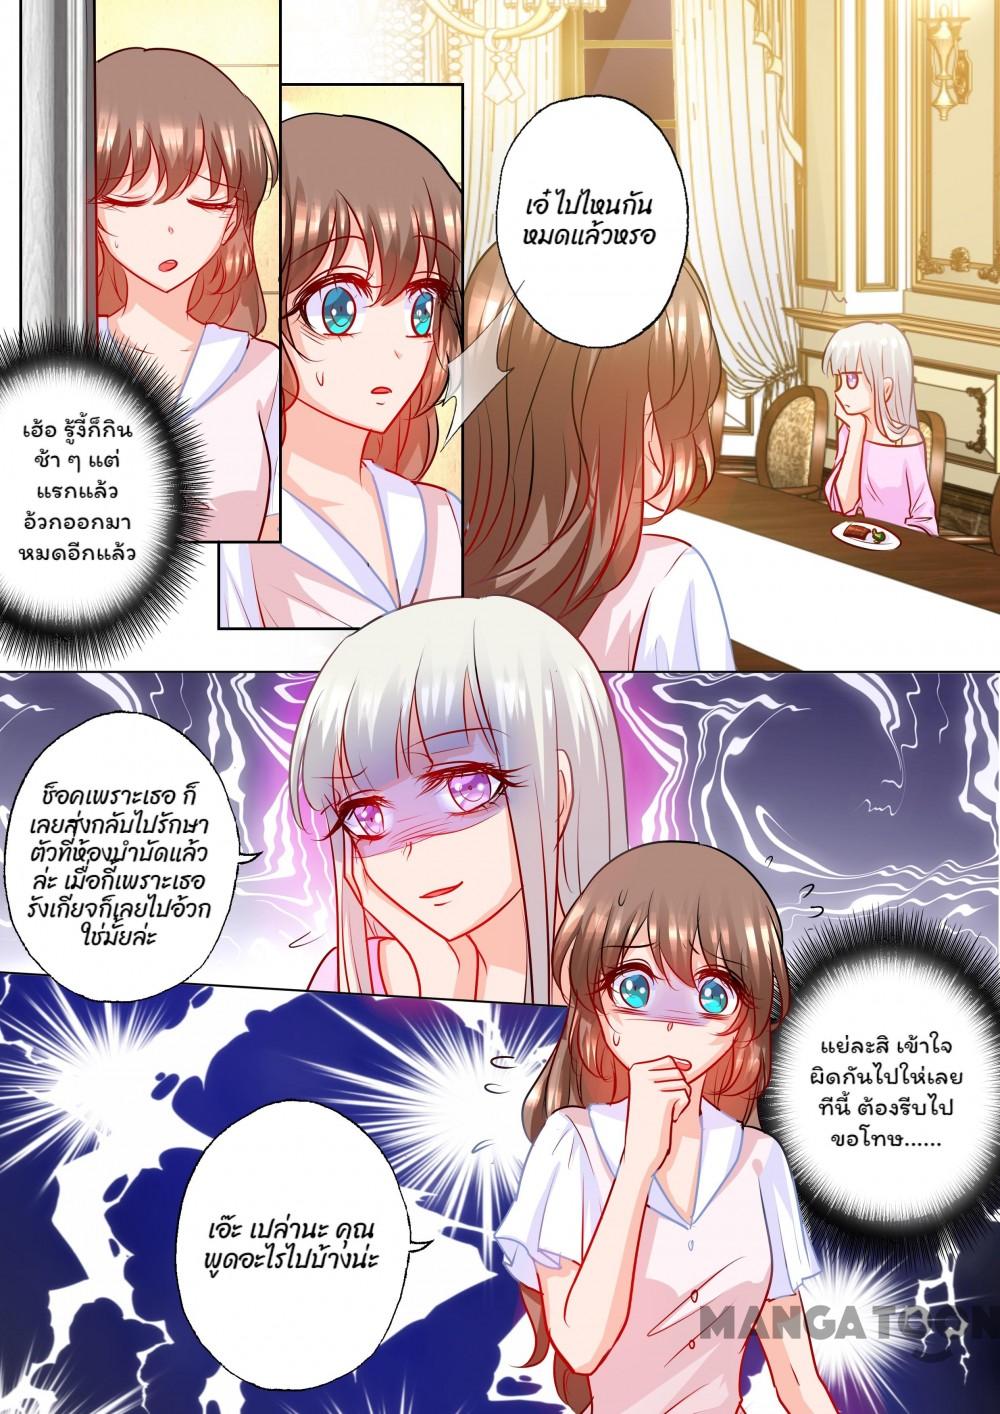 เอ๋ ไปไหนกัน
หมดแล้วหรอ
เฮ้อ รู้งี้ก็กิน
ช้า ๆ แต่
แรกแล้ว
อ้วกออกมา
หมดอีกแล้ว
ช็อคเพราะเธอ ก็
เลยส่งกลับไปรักษา
ตัวที่ห้องบำบัดแล้ว
ล่ะ เมื่อกี่เพราะเธอ
รังเกียจก็เลยไปอ้วก
ใช่มั้ยล่ะ
แย่ละสิ เข้าใจ
ผิดกันไปให่เลย
ทีนี้ ต้องรีบไป
ขอโทษ......
เอ๊ะ เปล่านะ คุณ
พูดอะไรไปบ้างน่ะ
MANGATOON